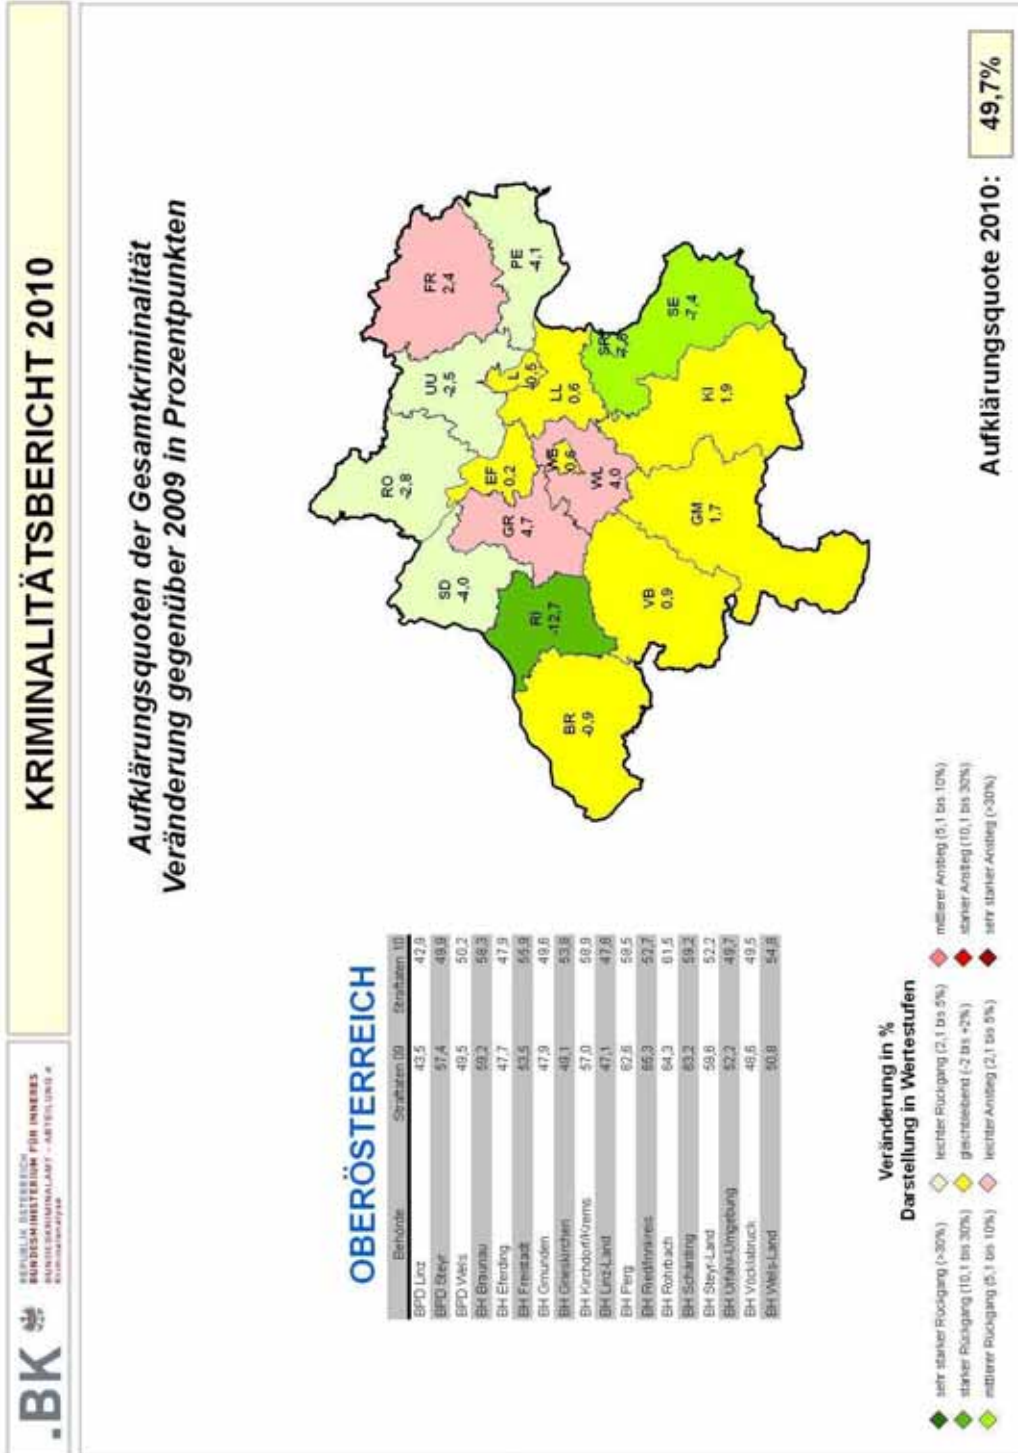 .BK
REPUBLIK ÖSTERREICH
BUNDESMINISTERIUM FÜR INNERES
BUNDESKRIMINALAMT - ABTEILUNG 4
Kriminalanalyse
KRIMINALITÄTSBERICHT 2010
Aufklärungsquoten der Gesamtkriminalität
Veränderung gegenüber 2009 in Prozentpunkten
OBERÖSTERREICH
Behörde Straftaten 09 Straftaten 10
BPD Linz 43,5 42,9
BPD Steyr 57,4 49,8
BPD Wels 49,5 50,2
BH Braunau 59,2 58,3
BH Eferding 47,7 47,9
BH Freistadt 53,5 55,9
BH Gmunden 47,9 49,6
BH Grieskirchen 49,1 53,8
BH Kirchdorf/Krems 57,0 58,9
BH Linz-Land 47,1 47,6
BH Perg 62,6 58,5
BH Ried/Innkreis 65,3 52,7
BH Rohrbach 64,3 61,5
BH Schärding 63,2 59,2
BH Steyr-Land 59,6 52,2
BH Urfahr-Umgebung 52,2 49,7
BH Vöcklabruck 48,6 49,5
BH Wels-Land 50,8 54,8
RO
-2,8
UU
-2,5
FR
2,4
SD
-4,0
GR
4,7
EF
0,2
L
-0,5
PE
-4,1
RI
-12,7
WE
0,6
WL
4,0
LL
0,6
SR
BR
-0,9
VB
0,9
GM
1,7
KI
1,9
SE
-7,4
Veränderung in %
Darstellung in Wertestufen
sehr starker Rückgang (>30%)
starker Rückgang (10,1 bis 30%)
mittlerer Rückgang (5,1 bis 10%)
leichter Rückgang (2,1 bis 5%)
gleichbleibend (-2 bis +2%)
leichter Anstieg (2,1 bis 5%)
mittlerer Anstieg (5,1 bis 10%)
starker Anstieg (10,1 bis 30%)
sehr starker Anstieg (>30%)
Aufklärungsquote 2010: 49,7%